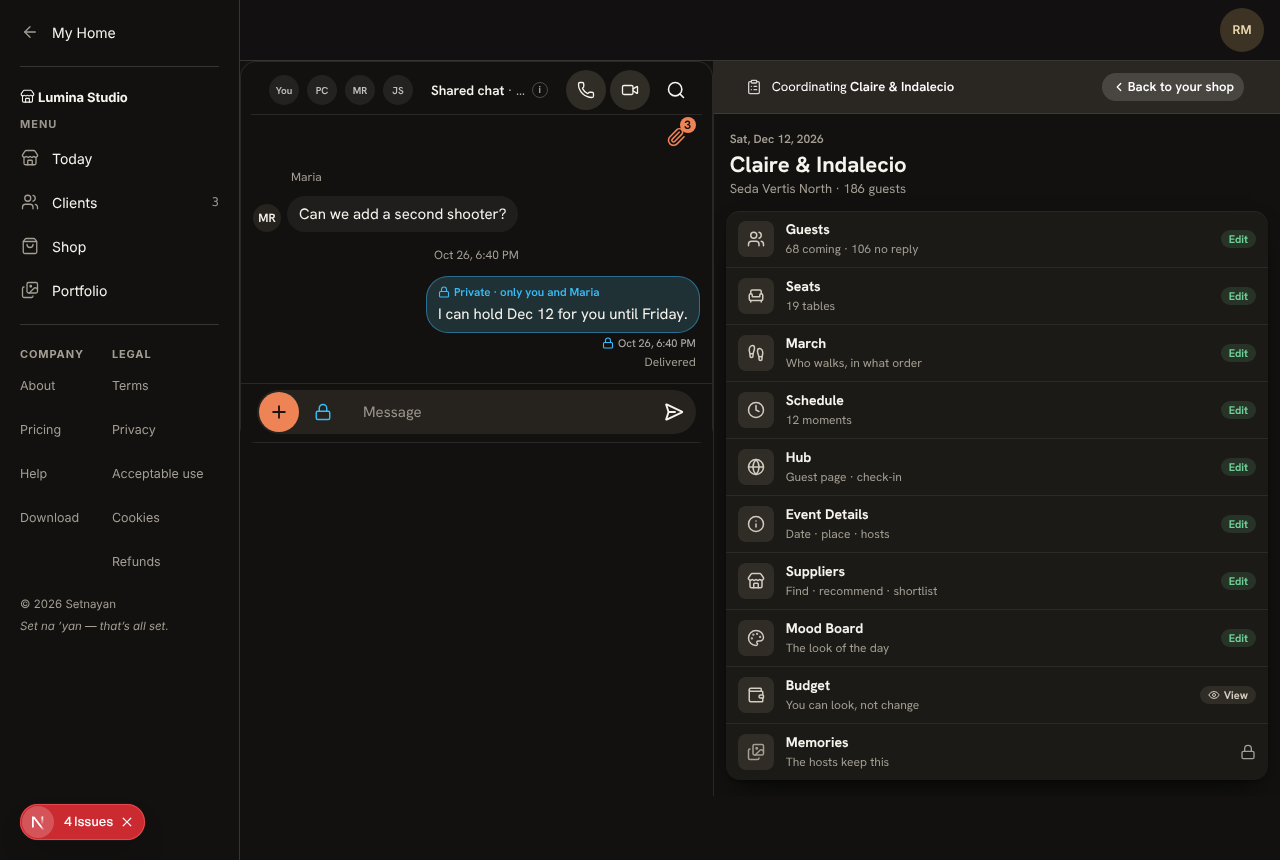 My Home
RM
Lumina Studio
MENU
Today
Clients 3
Shop
Portfolio
COMPANY LEGAL
About Terms
Pricing Privacy
Help Acceptable use
Download Cookies
Refunds
© 2026 Setnayan
Set na 'yan — that's all set.
4 Issues
You PC MR JS Shared chat · ...
3
Maria
MR Can we add a second shooter?
Oct 26, 6:40 PM
Private · only you and Maria
I can hold Dec 12 for you until Friday.
Oct 26, 6:40 PM
Delivered
Message
Coordinating Claire & Indalecio
Back to your shop
Sat, Dec 12, 2026
Claire & Indalecio
Seda Vertis North · 186 guests
Guests
68 coming · 106 no reply
Edit
Seats
19 tables
Edit
March
Who walks, in what order
Edit
Schedule
12 moments
Edit
Hub
Guest page · check-in
Edit
Event Details
Date · place · hosts
Edit
Suppliers
Find · recommend · shortlist
Edit
Mood Board
The look of the day
Edit
Budget
You can look, not change
View
Memories
The hosts keep this